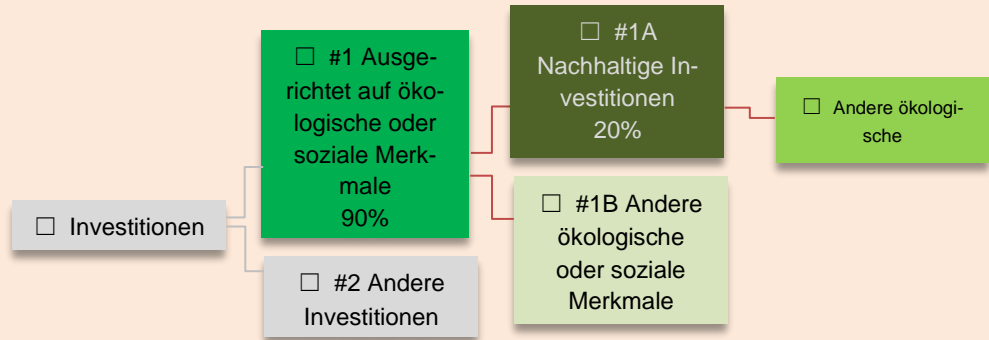 ☐ Investitionen
☐ #1 Ausge-
richtet auf öko-
logische oder
soziale Merk-
male
90%
☐ #2 Andere
Investitionen
☐ #1A
Nachhaltige In-
vestitionen
20%
☐ #1B Andere
ökologische
oder soziale
Merkmale
☐ Andere ökologi-
sche